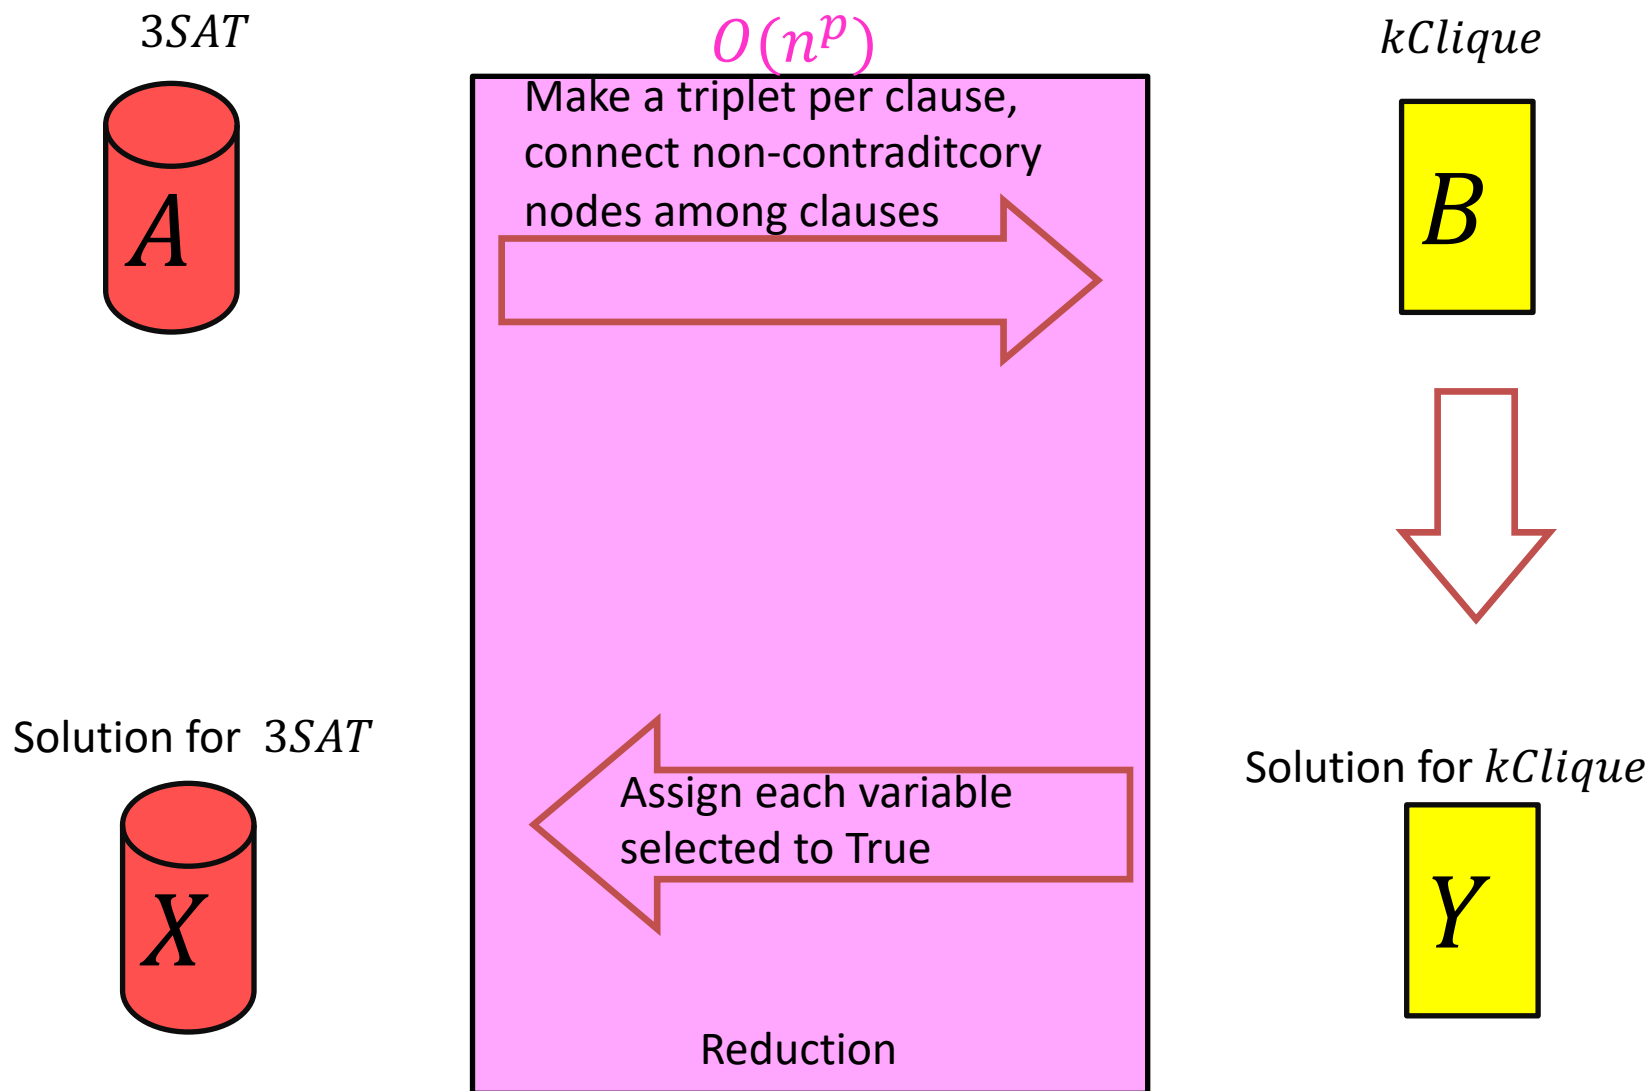 3SAT
O(n^p)
kClique
Make a triplet per clause,
connect non-contraditcory
nodes among clauses
A
B
Solution for 3SAT
Solution for kClique
Assign each variable
selected to True
X
Y
Reduction